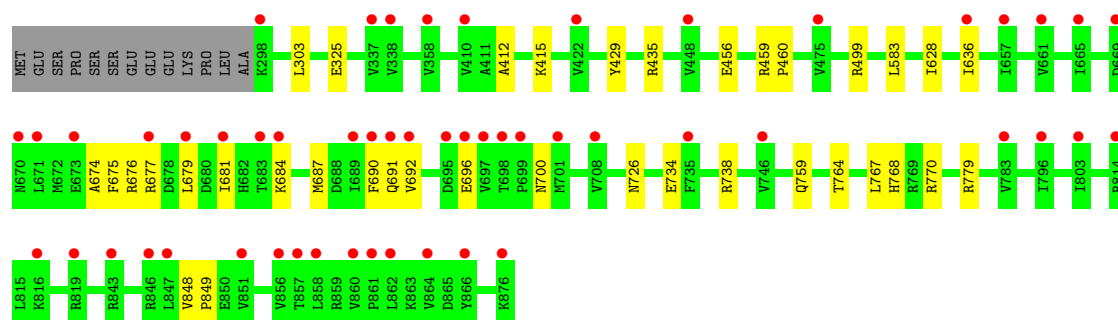 MET GLU SER PRO SER SER GLU GLU GLU LYS PRO LEU ALA K298 L303 E325 V337 V338 V358 V410 A411 A412 K415 V422 Y429 R435 V448 E456 R459 P460 V475 R499 L583 I628 I636 I657 V661 I665 D669
N670 L671 M672 E673 A674 F675 R676 R677 D678 L679 D680 I681 H682 T683 K684 M687 D688 I689 F690 Q691 V692 D695 E696 V697 T698 P699 N700 M701 V708 N726 E734 F735 R738 V746 Q759 T764 L767 H768 R769 R770 R779 V783 I796 I803
L815 K816 R819 R843 R846 L847 V848 P849 E850 V851 V856 T857 L858 R859 V860 P861 L862 K863 V864 D865 Y866 K876